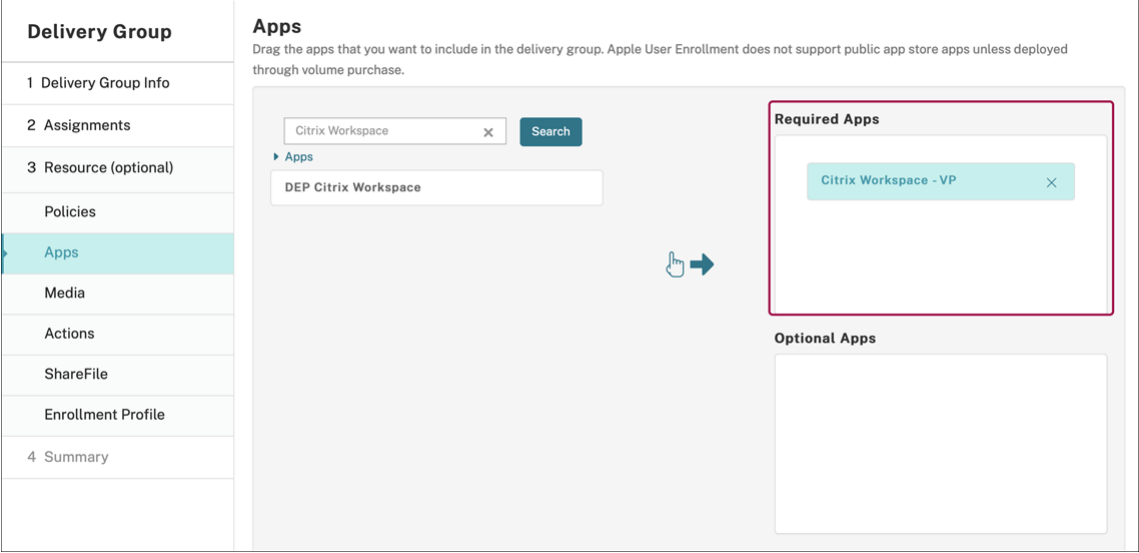 Delivery Group
1 Delivery Group Info
2 Assignments
3 Resource (optional)
Policies
Apps
Media
Actions
ShareFile
Enrollment Profile
4 Summary
Apps
Drag the apps that you want to include in the delivery group. Apple User Enrollment does not support public app store apps unless deployed
through volume purchase.
Citrix Workspace
Search
Apps
DEP Citrix Workspace
Required Apps
Citrix Workspace - VP
Optional Apps